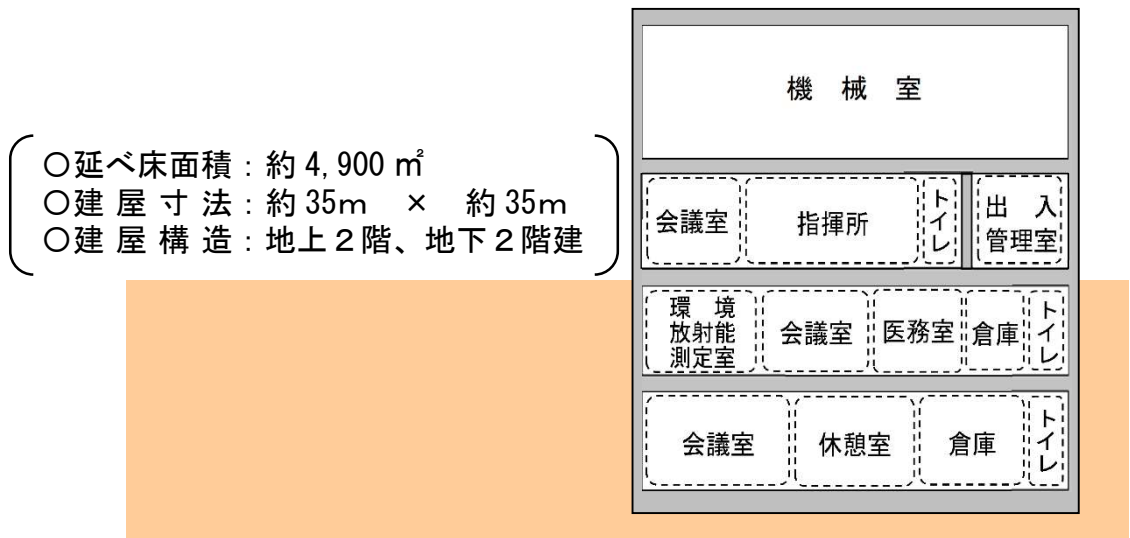 ○延べ床面積：約4,900㎡
○建屋寸法：約35m × 約35m
○建屋構造：地上２階、地下２階建
機械室
会議室
指揮所
トイレ
出入
管理室
環境
放射能
測定室
会議室
医務室
倉庫
トイレ
会議室
休憩室
倉庫
トイレ